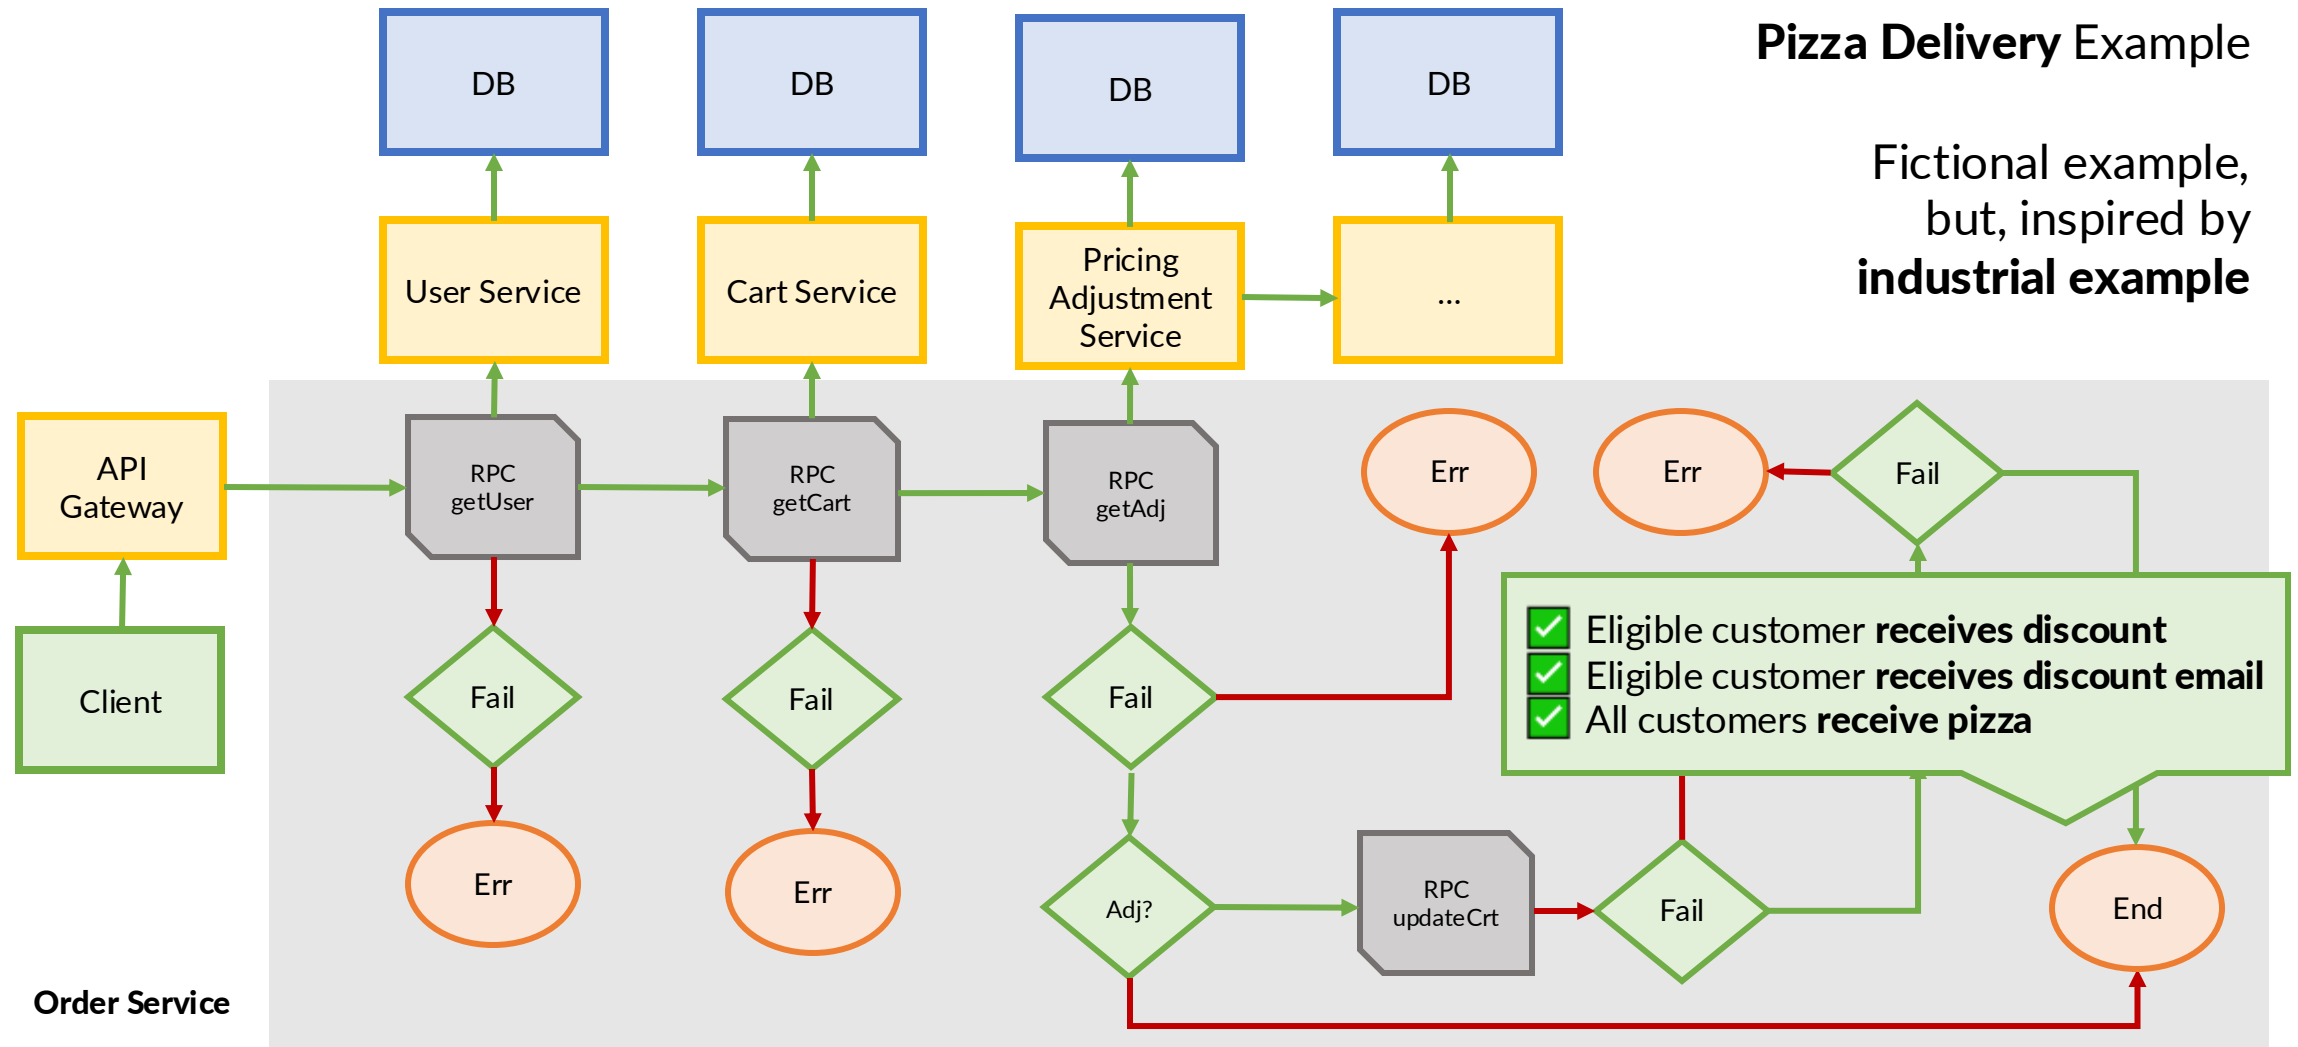 Pizza Delivery Example
Fictional example,
but, inspired by
industrial example
DB
DB
DB
DB
User Service
Cart Service
Pricing
Adjustment
Service
...
API
Gateway
RPC
getUser
RPC
getCart
RPC
getAdj
Err
Err
Fail
Client
Fail
Fail
Fail
Eligible customer receives discount
Eligible customer receives discount email
All customers receive pizza
Err
Err
Adj?
RPC
updateCrt
Fail
End
Order Service